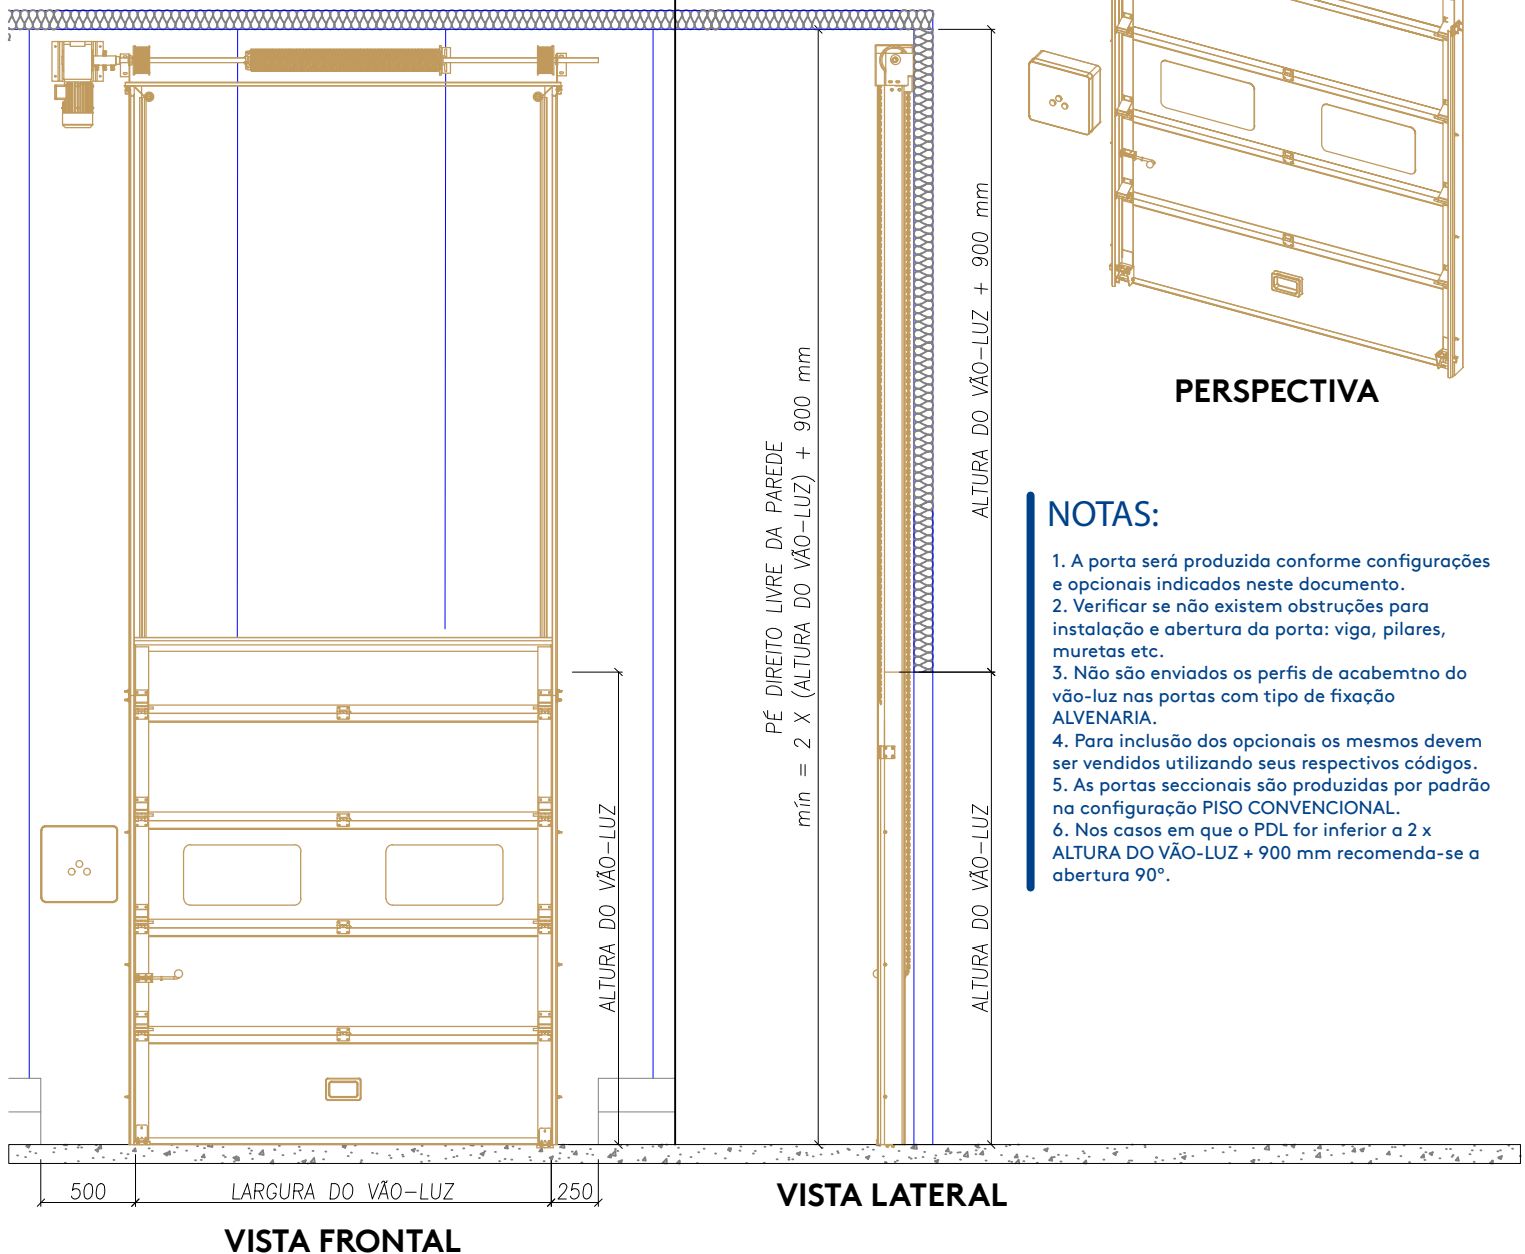 PERSPECTIVA
PÉ DIREITO LIVRE DA PAREDE
mín = 2 X (ALTURA DO VÃO-LUZ) + 900 mm
ALTURA DO VÃO-LUZ + 900 mm
ALTURA DO VÃO-LUZ
ALTURA DO VÃO-LUZ
NOTAS:
1. A porta será produzida conforme configurações
e opcionais indicados neste documento.
2. Verificar se não existem obstruções para
instalação e abertura da porta: viga, pilares,
muretas etc.
3. Não são enviados os perfis de acabemtno do
vão-luz nas portas com tipo de fixação
ALVENARIA.
4. Para inclusão dos opcionais os mesmos devem
ser vendidos utilizando seus respectivos códigos.
5. As portas seccionais são produzidas por padrão
na configuração PISO CONVENCIONAL.
6. Nos casos em que o PDL for inferior a 2 x
ALTURA DO VÃO-LUZ + 900 mm recomenda-se a
abertura 90°.
500
LARGURA DO VÃO-LUZ
250
VISTA LATERAL
VISTA FRONTAL